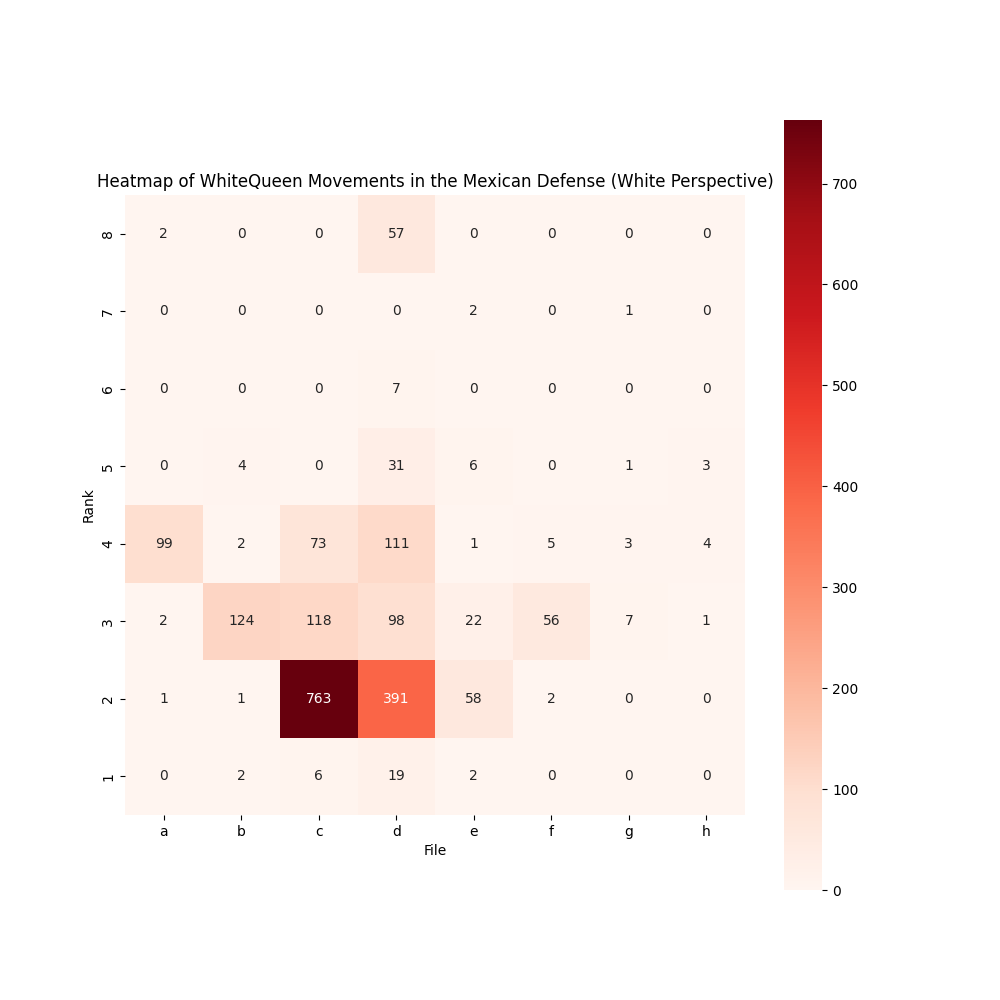 Heatmap of WhiteQueen Movements in the Mexican Defense (White Perspective)
8 2 0 0 57 0 0 0 0
7 0 0 0 0 2 0 1 0
6 0 0 0 7 0 0 0 0
5 0 4 0 31 6 0 1 3
Rank
4 99 2 73 111 1 5 3 4
3 2 124 118 98 22 56 7 1
2 1 1 763 391 58 2 0 0
1 0 2 6 19 2 0 0 0
a b c d e f g h
File
700
600
500
400
300
200
100
0